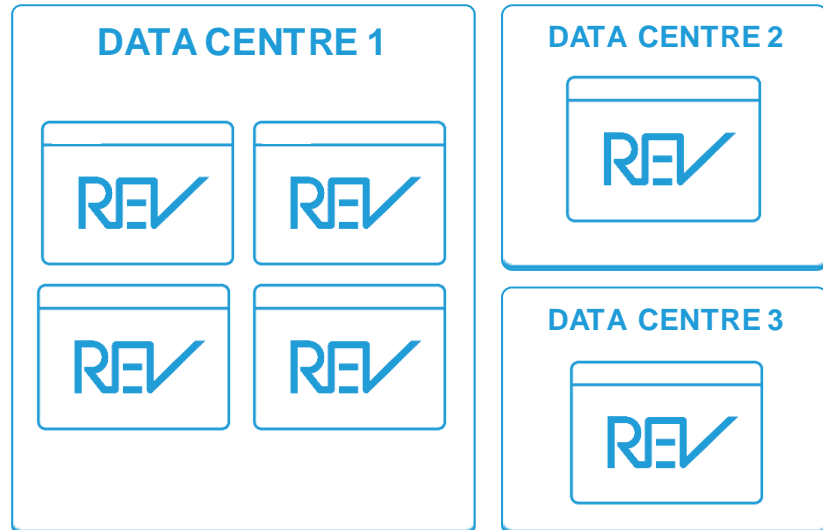 DATA CENTRE 1
REV
REV
REV
REV
DATA CENTRE 2
REV
DATA CENTRE 3
REV